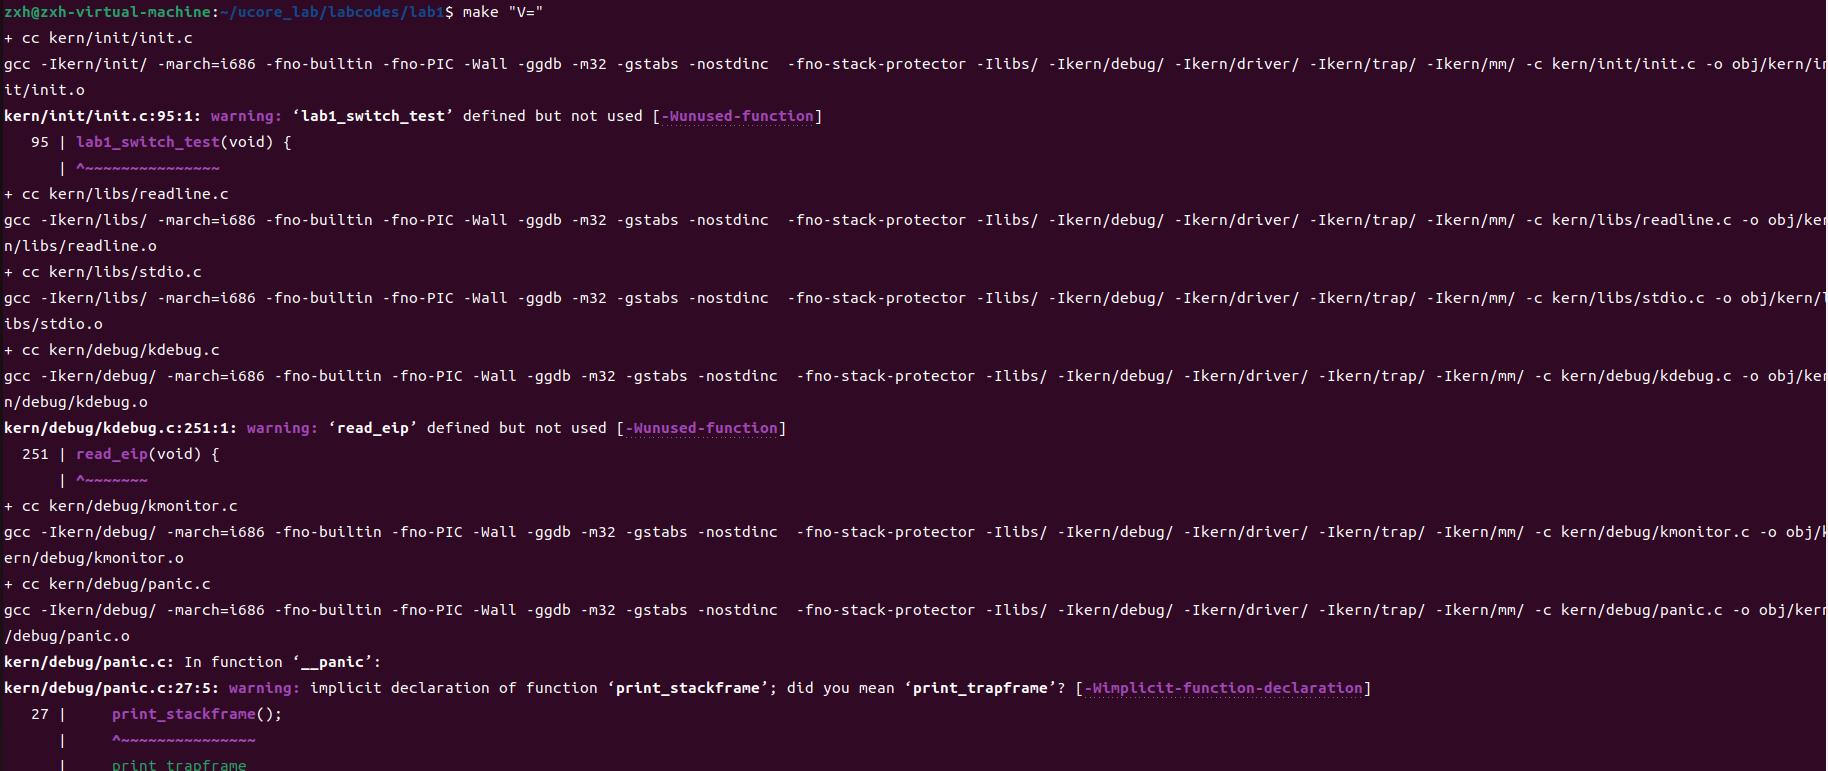 zxh@zxh-virtual-machine:~/ucore_lab/labcodes/lab1$ make "V="
+ cc kern/init/init.c
gcc -Ikern/init/ -march=i686 -fno-builtin -fno-PIC -Wall -ggdb -m32 -gstabs -nostdinc  -fno-stack-protector -Ilibs/ -Ikern/debug/ -Ikern/driver/ -Ikern/trap/ -Ikern/mm/ -c kern/init/init.c -o obj/kern/in
it/init.o
kern/init/init.c:95:1: warning: ‘lab1_switch_test’ defined but not used [-Wunused-function]
   95 | lab1_switch_test(void) {
      | ^~~~~~~~~~~~~~~~
+ cc kern/libs/readline.c
gcc -Ikern/libs/ -march=i686 -fno-builtin -fno-PIC -Wall -ggdb -m32 -gstabs -nostdinc  -fno-stack-protector -Ilibs/ -Ikern/debug/ -Ikern/driver/ -Ikern/trap/ -Ikern/mm/ -c kern/libs/readline.c -o obj/ker
n/libs/readline.o
+ cc kern/libs/stdio.c
gcc -Ikern/libs/ -march=i686 -fno-builtin -fno-PIC -Wall -ggdb -m32 -gstabs -nostdinc  -fno-stack-protector -Ilibs/ -Ikern/debug/ -Ikern/driver/ -Ikern/trap/ -Ikern/mm/ -c kern/libs/stdio.c -o obj/kern/l
ibs/stdio.o
+ cc kern/debug/kdebug.c
gcc -Ikern/debug/ -march=i686 -fno-builtin -fno-PIC -Wall -ggdb -m32 -gstabs -nostdinc  -fno-stack-protector -Ilibs/ -Ikern/debug/ -Ikern/driver/ -Ikern/trap/ -Ikern/mm/ -c kern/debug/kdebug.c -o obj/ker
n/debug/kdebug.o
kern/debug/kdebug.c:251:1: warning: ‘read_eip’ defined but not used [-Wunused-function]
  251 | read_eip(void) {
      | ^~~~~~~~
+ cc kern/debug/kmonitor.c
gcc -Ikern/debug/ -march=i686 -fno-builtin -fno-PIC -Wall -ggdb -m32 -gstabs -nostdinc  -fno-stack-protector -Ilibs/ -Ikern/debug/ -Ikern/driver/ -Ikern/trap/ -Ikern/mm/ -c kern/debug/kmonitor.c -o obj/k
ern/debug/kmonitor.o
+ cc kern/debug/panic.c
gcc -Ikern/debug/ -march=i686 -fno-builtin -fno-PIC -Wall -ggdb -m32 -gstabs -nostdinc  -fno-stack-protector -Ilibs/ -Ikern/debug/ -Ikern/driver/ -Ikern/trap/ -Ikern/mm/ -c kern/debug/panic.c -o obj/kern
/debug/panic.o
kern/debug/panic.c: In function ‘__panic’:
kern/debug/panic.c:27:5: warning: implicit declaration of function ‘print_stackframe’; did you mean ‘print_trapframe’? [-Wimplicit-function-declaration]
   27 |     print_stackframe();
      |     ^~~~~~~~~~~~~~~~
      |     print_trapframe